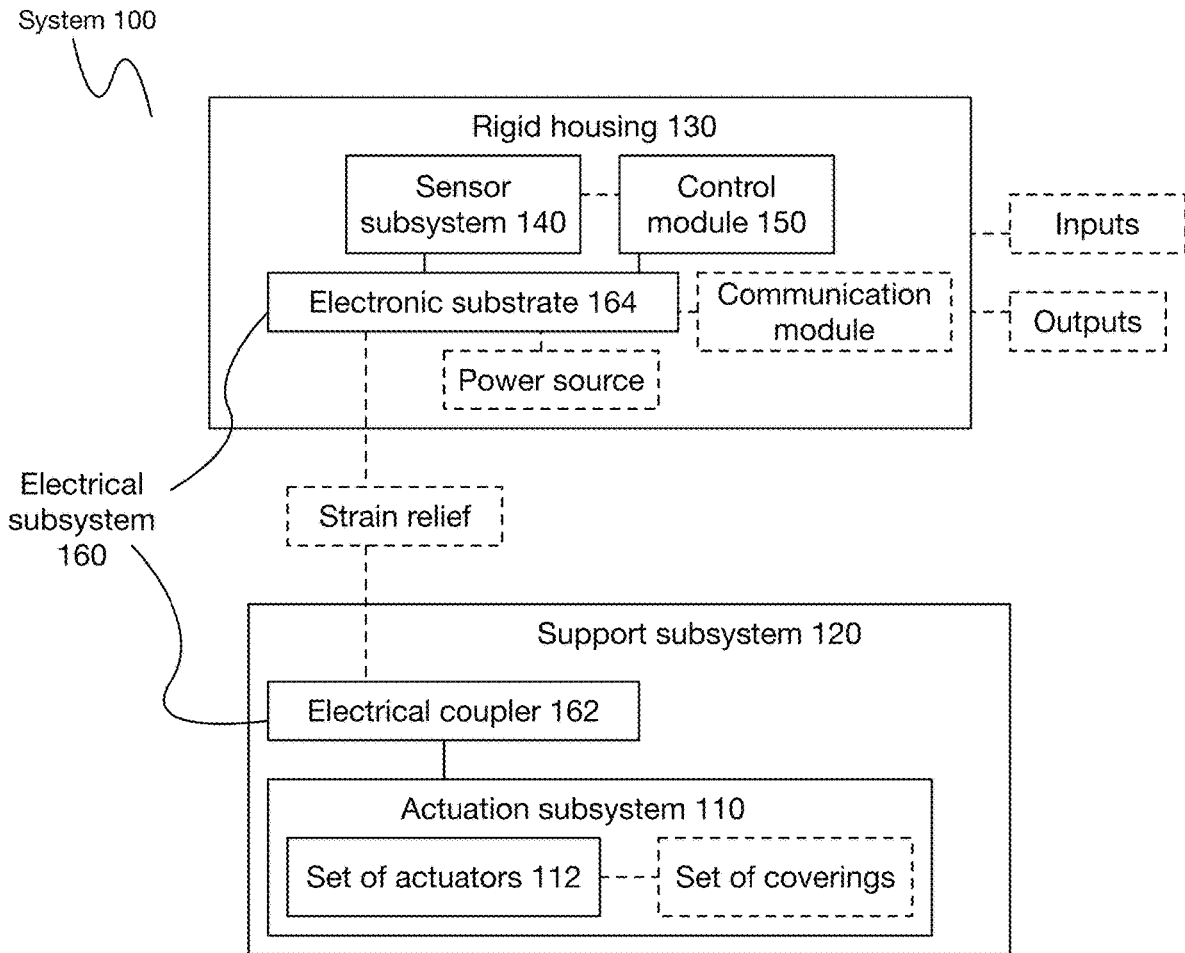 System 100
Rigid housing 130
Sensor
subsystem 140
Control
module 150
Inputs
Electronic substrate 164
Communication
module
Outputs
Power source
Electrical
subsystem
160
Strain relief
Support subsystem 120
Electrical coupler 162
Actuation subsystem 110
Set of actuators 112
Set of coverings